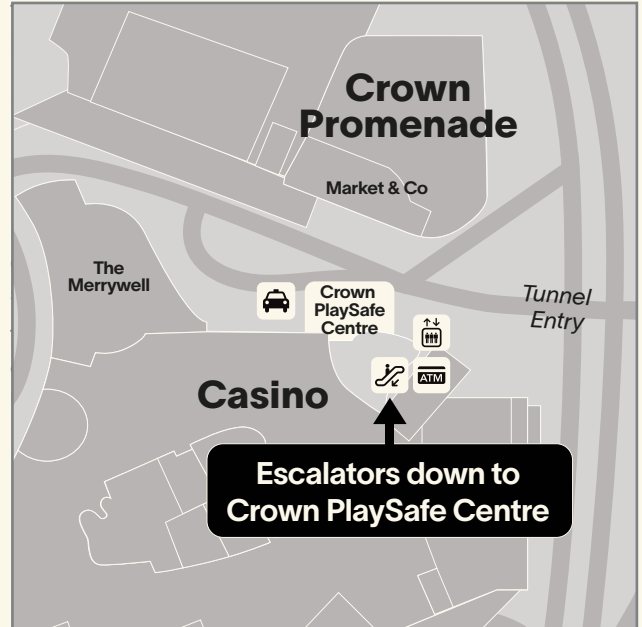 Crown
Promenade
Market & Co
The
Merrywell
Crown
PlaySafe
Centre
Tunnel
Entry
ATM
Casino
Escalators down to
Crown PlaySafe Centre